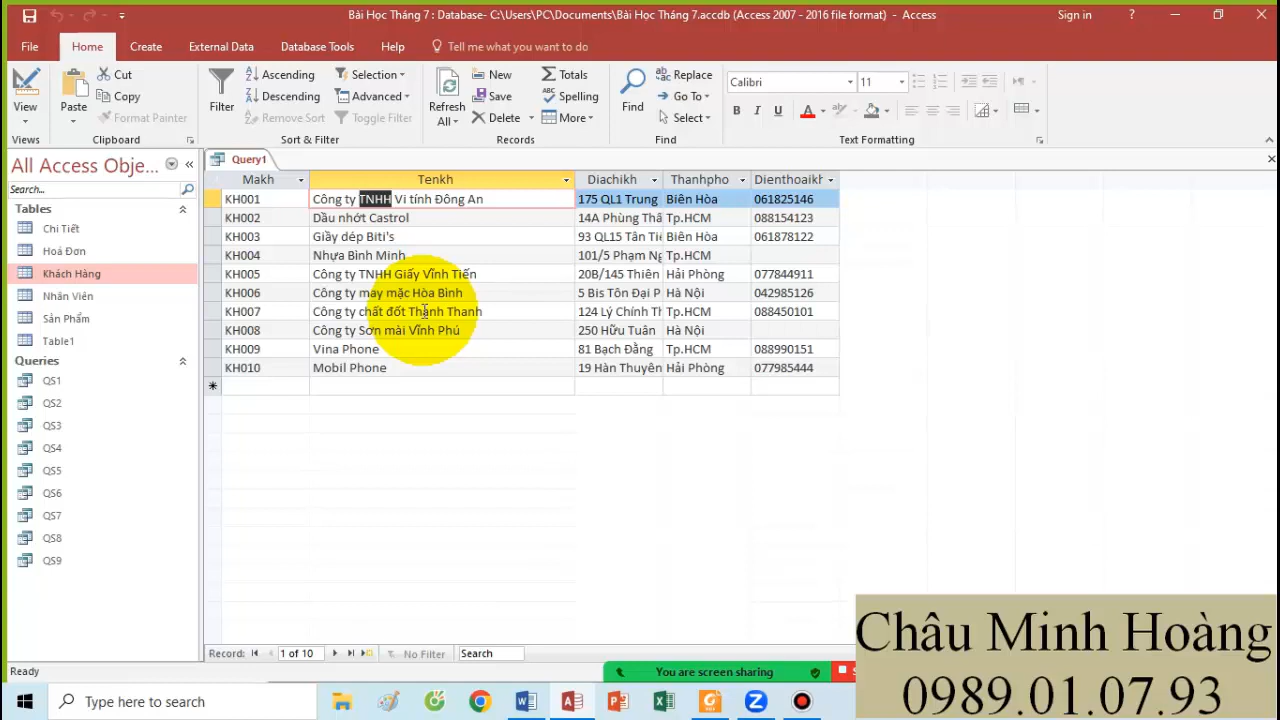 Bài Học Tháng 7 : Database- C:\Users\PC\Documents\Bài Học Tháng 7.accdb (Access 2007 - 2016 file format) - Access
Sign in ?
File Home Create External Data Database Tools Help Tell me what you want to do
View
Paste
Cut
Copy
Format Painter
Filter
Ascending
Descending
Remove Sort
Selection
Advanced
Toggle Filter
Refresh All
New
Save
Delete
Totals
Spelling
More
Find
Replace
Go To
Select
Calibri 11
B I U A
Views Clipboard Sort & Filter Records Find Text Formatting
All Access Obje...
Search...
Tables
Chi Tiết
Hoá Đơn
Khách Hàng
Nhân Viên
Sản Phẩm
Table1
Queries
QS1
QS2
QS3
QS4
QS5
QS6
QS7
QS8
QS9
Query1
Makh Tenkh Diachikh Thanhpho Dienthoaikh
KH001 Công ty TNHH Vi tính Đông An 175 QL1 Trung Biên Hòa 061825146
KH002 Dầu nhớt Castrol 14A Phùng Thấ Tp.HCM 088154123
KH003 Giầy dép Biti's 93 QL15 Tân Tiế Biên Hòa 061878122
KH004 Nhựa Bình Minh 101/5 Phạm Ng Tp.HCM
KH005 Công ty TNHH Giấy Vĩnh Tiến 20B/145 Thiên Hải Phòng 077844911
KH006 Công ty may mặc Hòa Bình 5 Bis Tôn Đại P Hà Nội 042985126
KH007 Công ty chất đốt Thành Thanh 124 Lý Chính Th Tp.HCM 088450101
KH008 Công ty Sơn mài Vĩnh Phú 250 Hữu Tuân Hà Nội
KH009 Vina Phone 81 Bạch Đằng Tp.HCM 088990151
KH010 Mobil Phone 19 Hàn Thuyên Hải Phòng 077985444
Record: 1 of 10 No Filter Search
Ready
You are screen sharing
Châu Minh Hoàng
0989.01.07.93
Type here to search